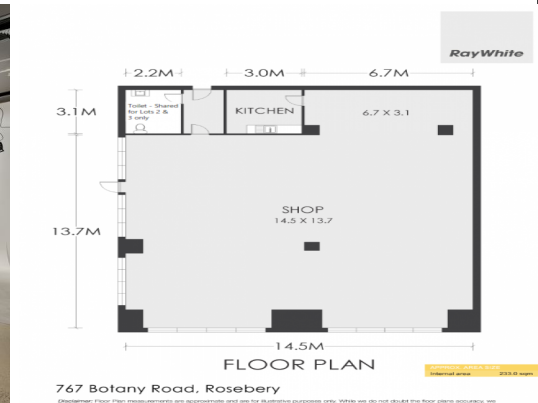 RayWhite
2.2M
3.0M
6.7M
3.1M
Toilet - Shared
for Lots 2 &
3 only
KITCHEN
6.7 X 3.1
SHOP
14.5 X 13.7
13.7M
14.5M
FLOOR PLAN
APPROX. AREA SIZE
Internal area 233.0 sqm
767 Botany Road, Rosebery
Disclaimer: Floor Plan measurements are approximate and are for illustrative purposes only. While we do not doubt the floor plans accuracy, we